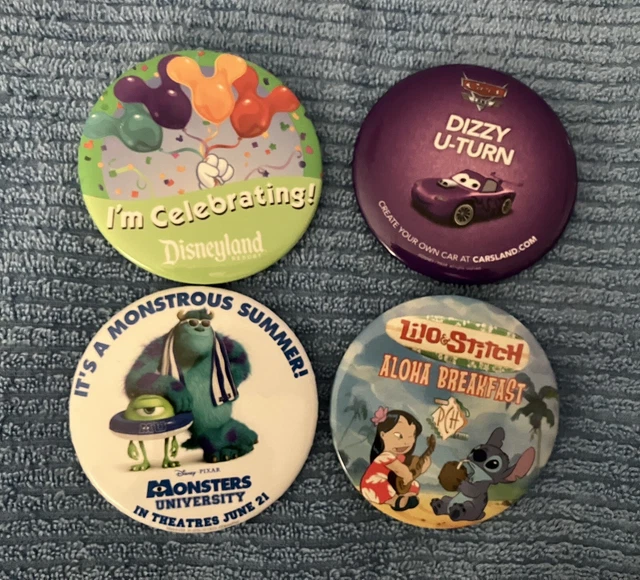 I'm Celebrating!
Disneyland
RESORT
Cars
DIZZY
U-TURN
CREATE YOUR OWN CAR AT CARSLAND.COM
IT'S A MONSTROUS SUMMER!
Disney · PIXAR
MONSTERS
UNIVERSITY
IN THEATRES JUNE 21
Lilo & Stitch
ALOHA BREAKFAST
PCH